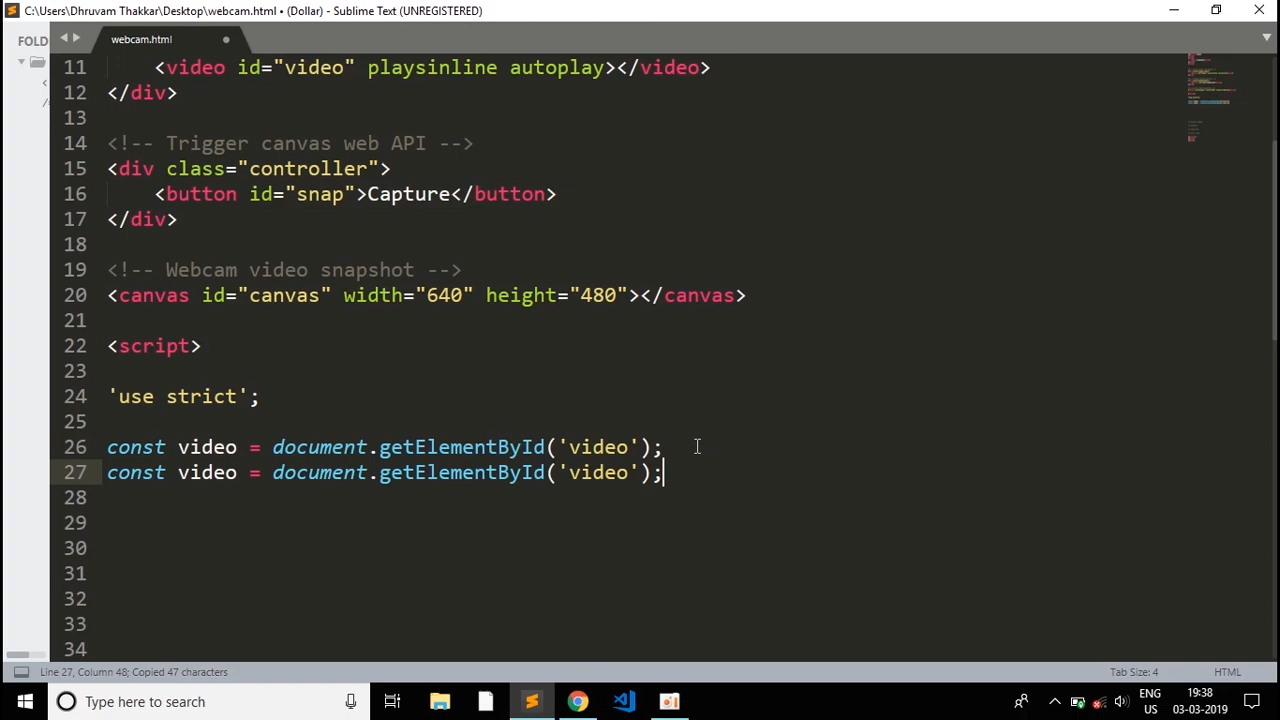 C:\Users\Dhruvam Thakkar\Desktop\webcam.html • (Dollar) - Sublime Text (UNREGISTERED)
FOLD
webcam.html
11 <video id="video" playsinline autoplay></video>
12 </div>
13
14 <!-- Trigger canvas web API -->
15 <div class="controller">
16 <button id="snap">Capture</button>
17 </div>
18
19 <!-- Webcam video snapshot -->
20 <canvas id="canvas" width="640" height="480"></canvas>
21
22 <script>
23
24 'use strict';
25
26 const video = document.getElementById('video');
27 const video = document.getElementById('video');
28
29
30
31
32
33
34
Line 27, Column 48; Copied 47 characters
Tab Size: 4
HTML
Type here to search
ENG
US
19:38
03-03-2019